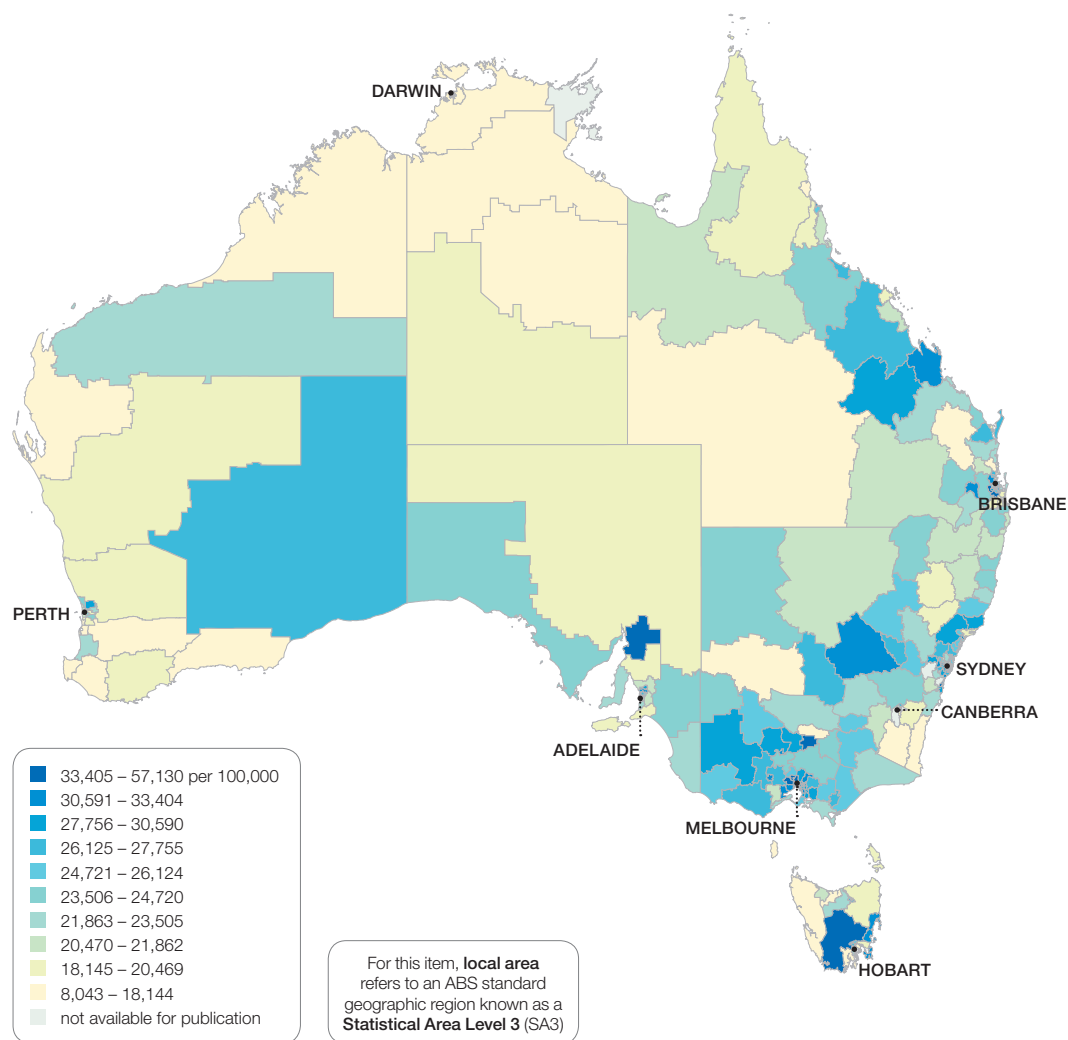 DARWIN
BRISBANE
PERTH
SYDNEY
CANBERRA
ADELAIDE
MELBOURNE
HOBART
33,405 – 57,130 per 100,000
30,591 – 33,404
27,756 – 30,590
26,125 – 27,755
24,721 – 26,124
23,506 – 24,720
21,863 – 23,505
20,470 – 21,862
18,145 – 20,469
8,043 – 18,144
not available for publication
For this item, local area
refers to an ABS standard
geographic region known as a
Statistical Area Level 3 (SA3)